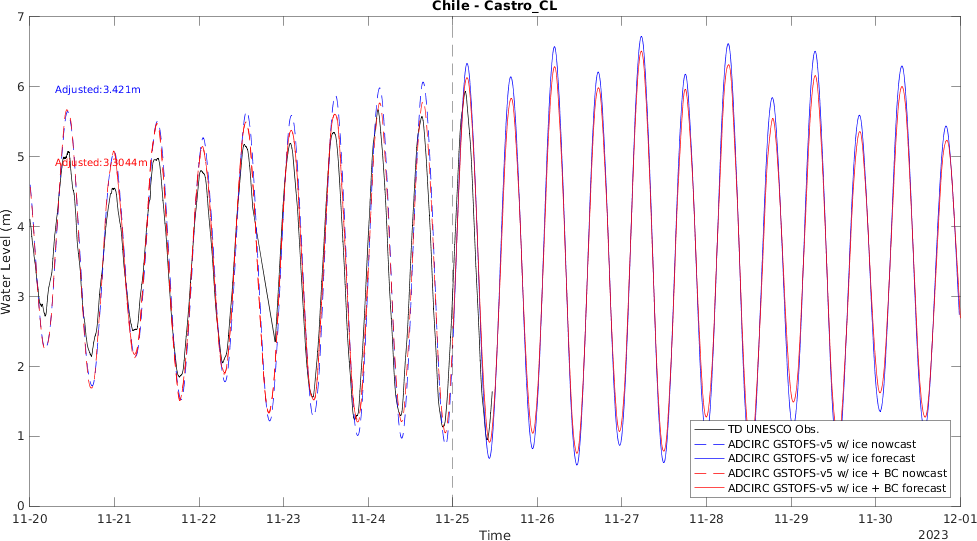 Chile - Castro_CL
7
6
5
4
3
2
1
0
Water Level (m)
Adjusted:3.421m
Adjusted:3.3044m
TD UNESCO Obs.
ADCIRC GSTOFS-v5 w/ ice nowcast
ADCIRC GSTOFS-v5 w/ ice forecast
ADCIRC GSTOFS-v5 w/ ice + BC nowcast
ADCIRC GSTOFS-v5 w/ ice + BC forecast
11-20 11-21 11-22 11-23 11-24 11-25 11-26 11-27 11-28 11-29 11-30 12-01
Time
2023